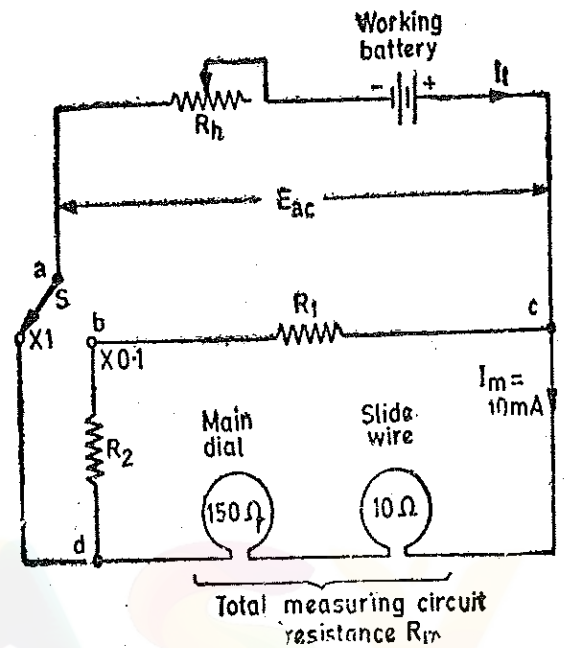 Working
battery
- +
I₁
Rh
Eac
a
S
X1
b
X0·1
R₁
c
Im =
10mA
R₂
Main
dial
Slide
wire
150Ω
10Ω
d
Total measuring circuit
resistance Rm